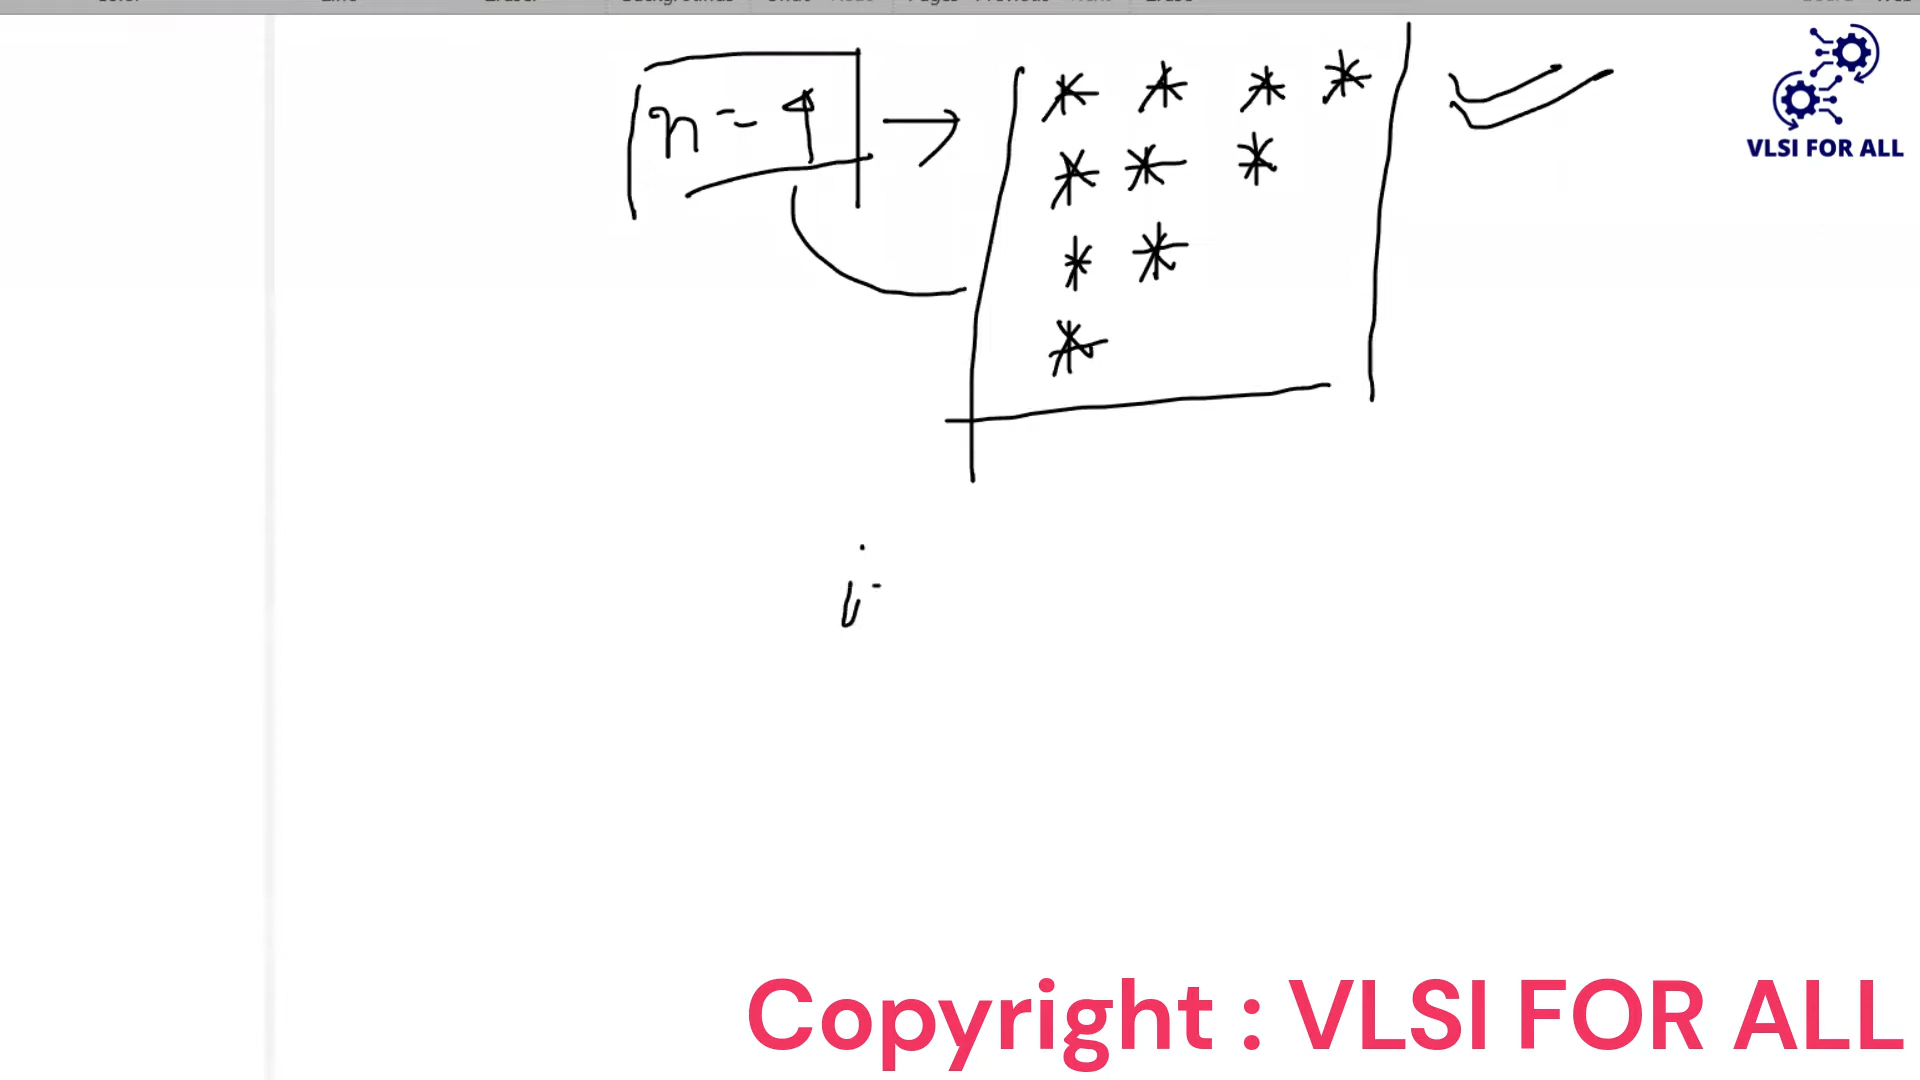 n = 4 → * * * *
* * *
* *
*
i
VLSI FOR ALL
Copyright : VLSI FOR ALL